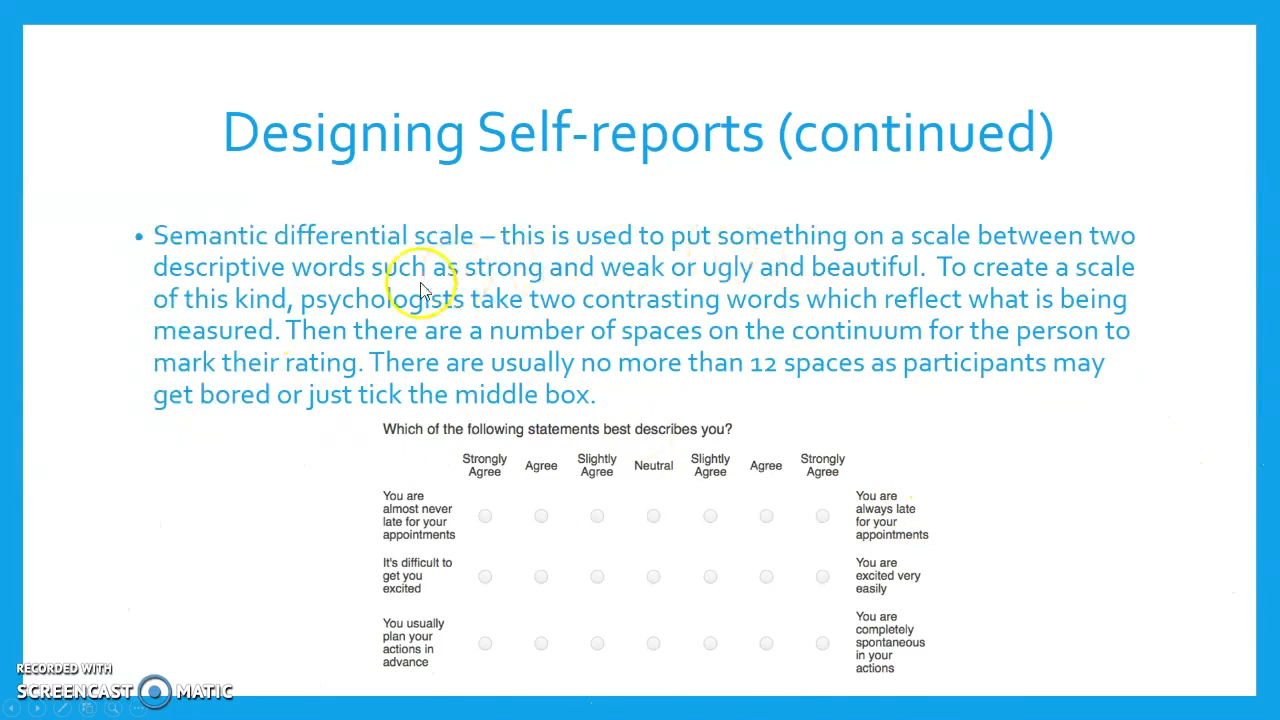 Designing Self-reports (continued)
• Semantic differential scale – this is used to put something on a scale between two
descriptive words such as strong and weak or ugly and beautiful. To create a scale
of this kind, psychologists take two contrasting words which reflect what is being
measured. Then there are a number of spaces on the continuum for the person to
mark their rating. There are usually no more than 12 spaces as participants may
get bored or just tick the middle box.
Which of the following statements best describes you?
Strongly Agree Agree Slightly Agree Neutral Slightly Agree Agree Strongly Agree
You are
almost never
late for your
appointments
You are
always late
for your
appointments
It's difficult to
get you
excited
You are
excited very
easily
You usually
plan your
actions in
advance
You are
completely
spontaneous
in your
actions
RECORDED WITH
SCREENCAST MATIC